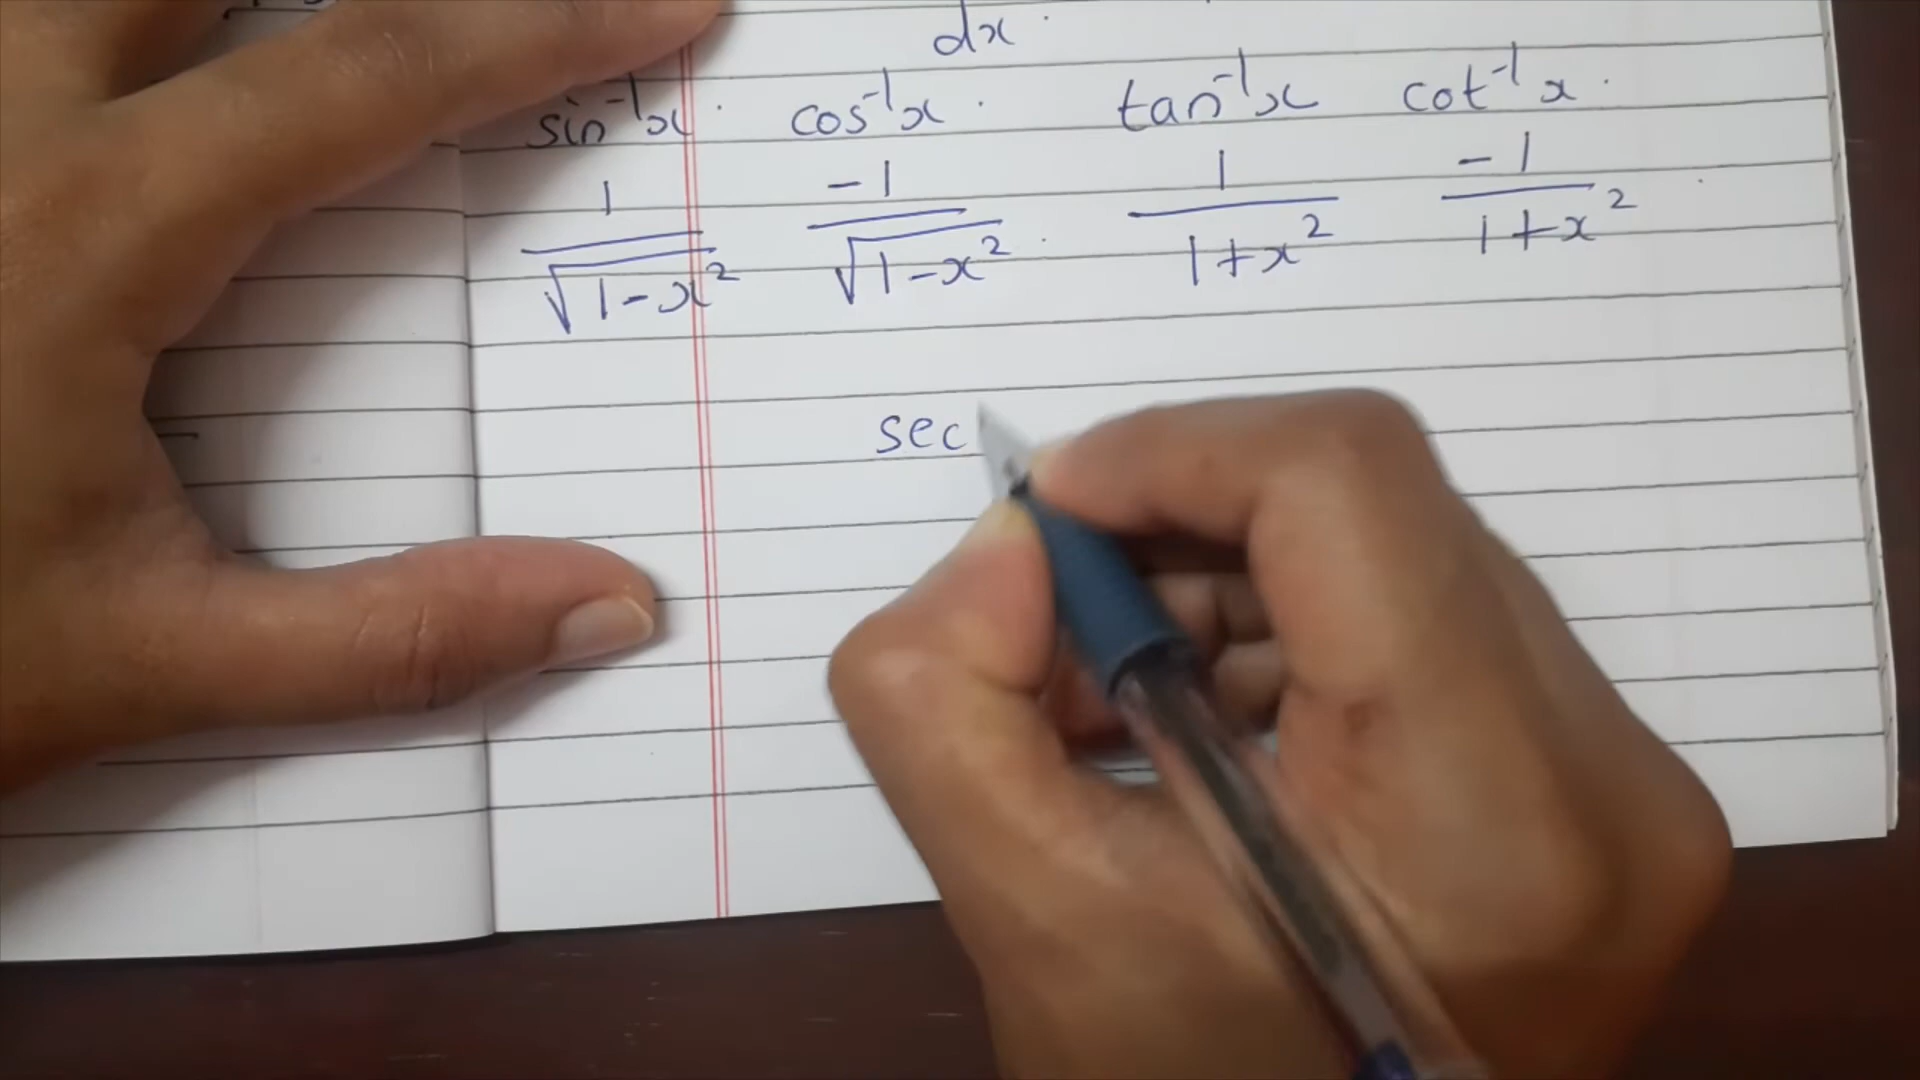 dx
sin⁻¹x cos⁻¹x tan⁻¹x cot⁻¹x
1/√(1-x²) -1/√(1-x²) 1/(1+x²) -1/(1+x²)
sec